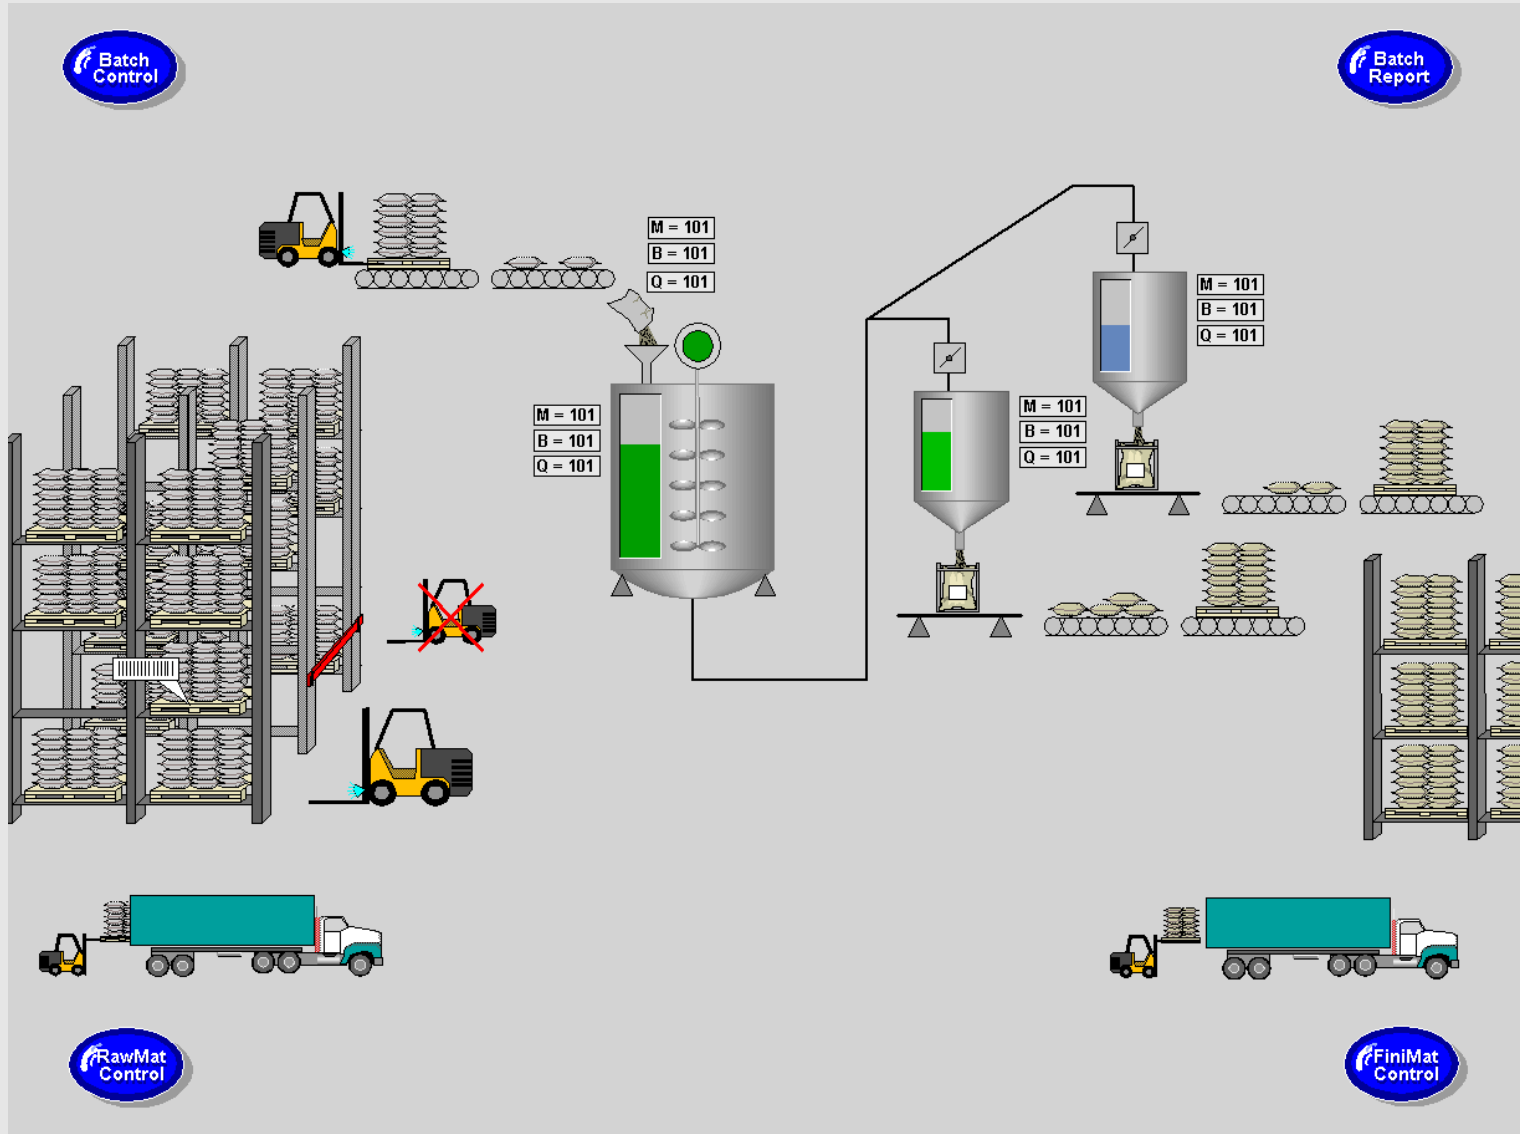 Batch
Control
Batch
Report
M = 101
B = 101
Q = 101
M = 101
B = 101
Q = 101
M = 101
B = 101
Q = 101
M = 101
B = 101
Q = 101
RawMat
Control
FiniMat
Control